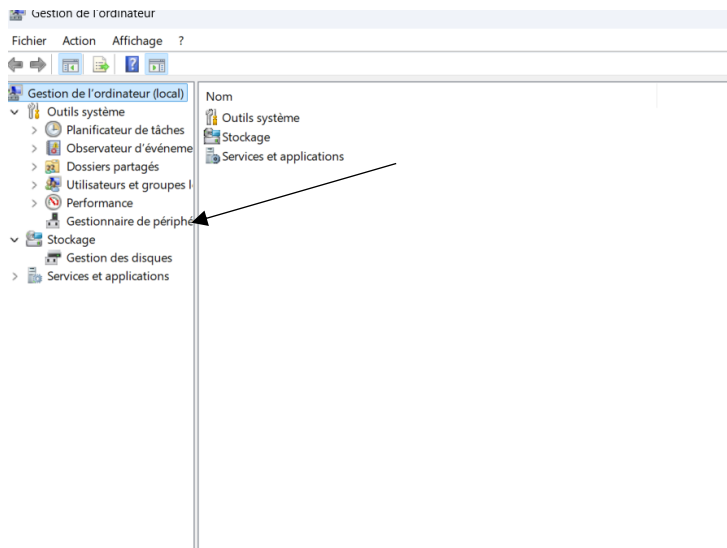 Gestion de l'ordinateur
Fichier Action Affichage ?
Gestion de l'ordinateur (local)
Outils système
Planificateur de tâches
Observateur d'événeme
Dossiers partagés
Utilisateurs et groupes l
Performance
Gestionnaire de périphé
Stockage
Gestion des disques
Services et applications
Nom
Outils système
Stockage
Services et applications